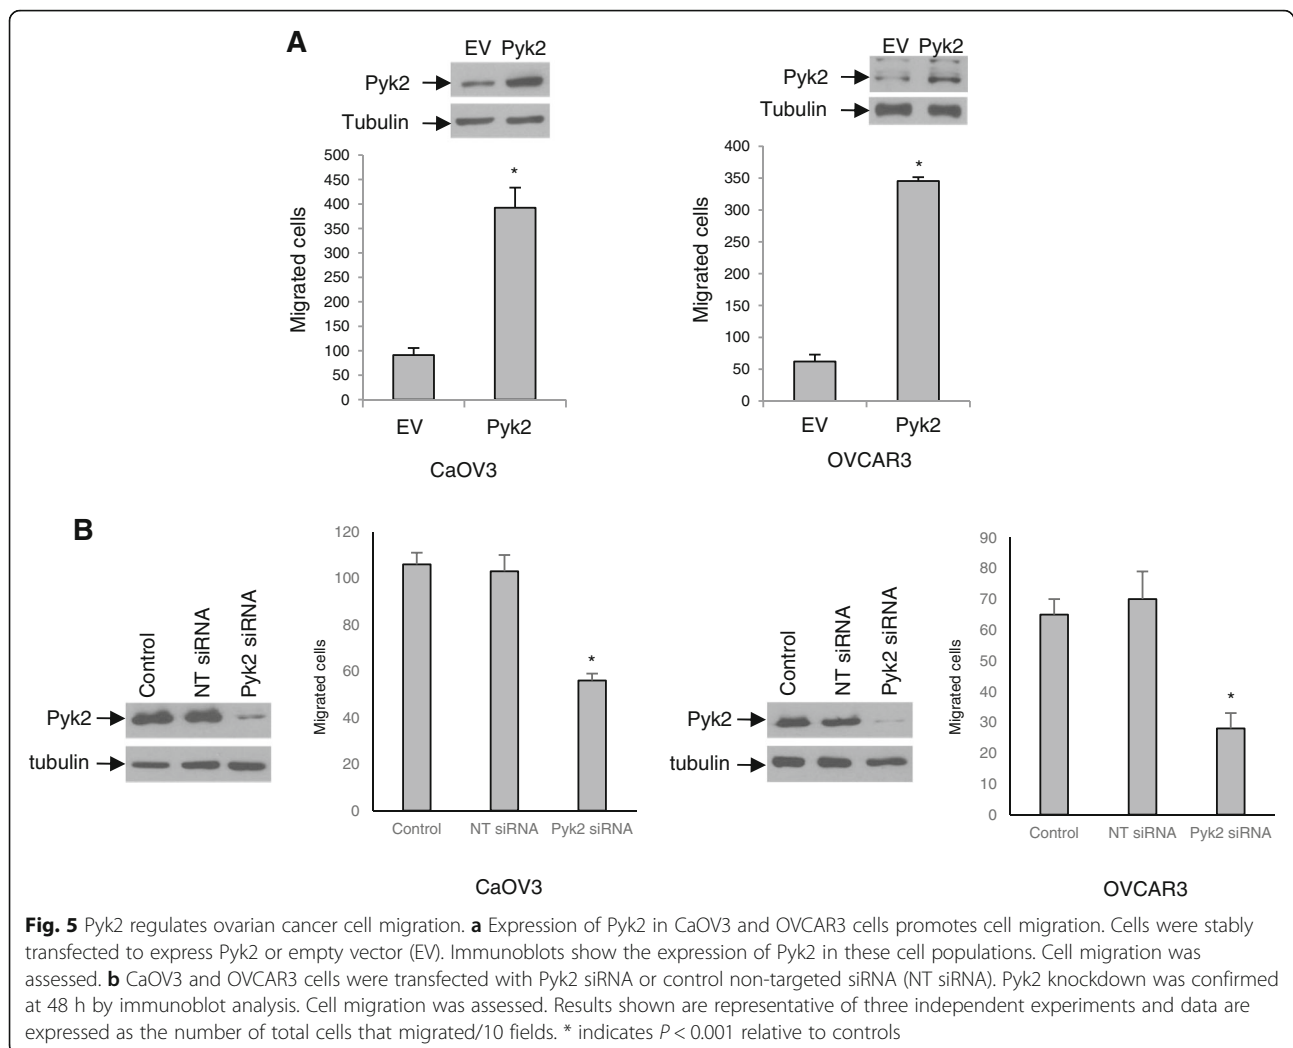 A
EV Pyk2
Pyk2
Tubulin
500
450
400
350
300
250
200
150
100
50
0
Migrated cells
*
EV Pyk2
CaOV3
EV Pyk2
Pyk2
Tubulin
400
350
300
250
200
150
100
50
0
Migrated cells
*
EV Pyk2
OVCAR3
B
Control
NT siRNA
Pyk2 siRNA
Pyk2
tubulin
120
100
80
60
40
20
0
Migrated cells
*
Control NT siRNA Pyk2 siRNA
CaOV3
Control
NT siRNA
Pyk2 siRNA
Pyk2
tubulin
90
80
70
60
50
40
30
20
10
0
Migrated cells
*
Control NT siRNA Pyk2 siRNA
OVCAR3
Fig. 5 Pyk2 regulates ovarian cancer cell migration. a Expression of Pyk2 in CaOV3 and OVCAR3 cells promotes cell migration. Cells were stably
transfected to express Pyk2 or empty vector (EV). Immunoblots show the expression of Pyk2 in these cell populations. Cell migration was
assessed. b CaOV3 and OVCAR3 cells were transfected with Pyk2 siRNA or control non-targeted siRNA (NT siRNA). Pyk2 knockdown was confirmed
at 48 h by immunoblot analysis. Cell migration was assessed. Results shown are representative of three independent experiments and data are
expressed as the number of total cells that migrated/10 fields. * indicates P < 0.001 relative to controls